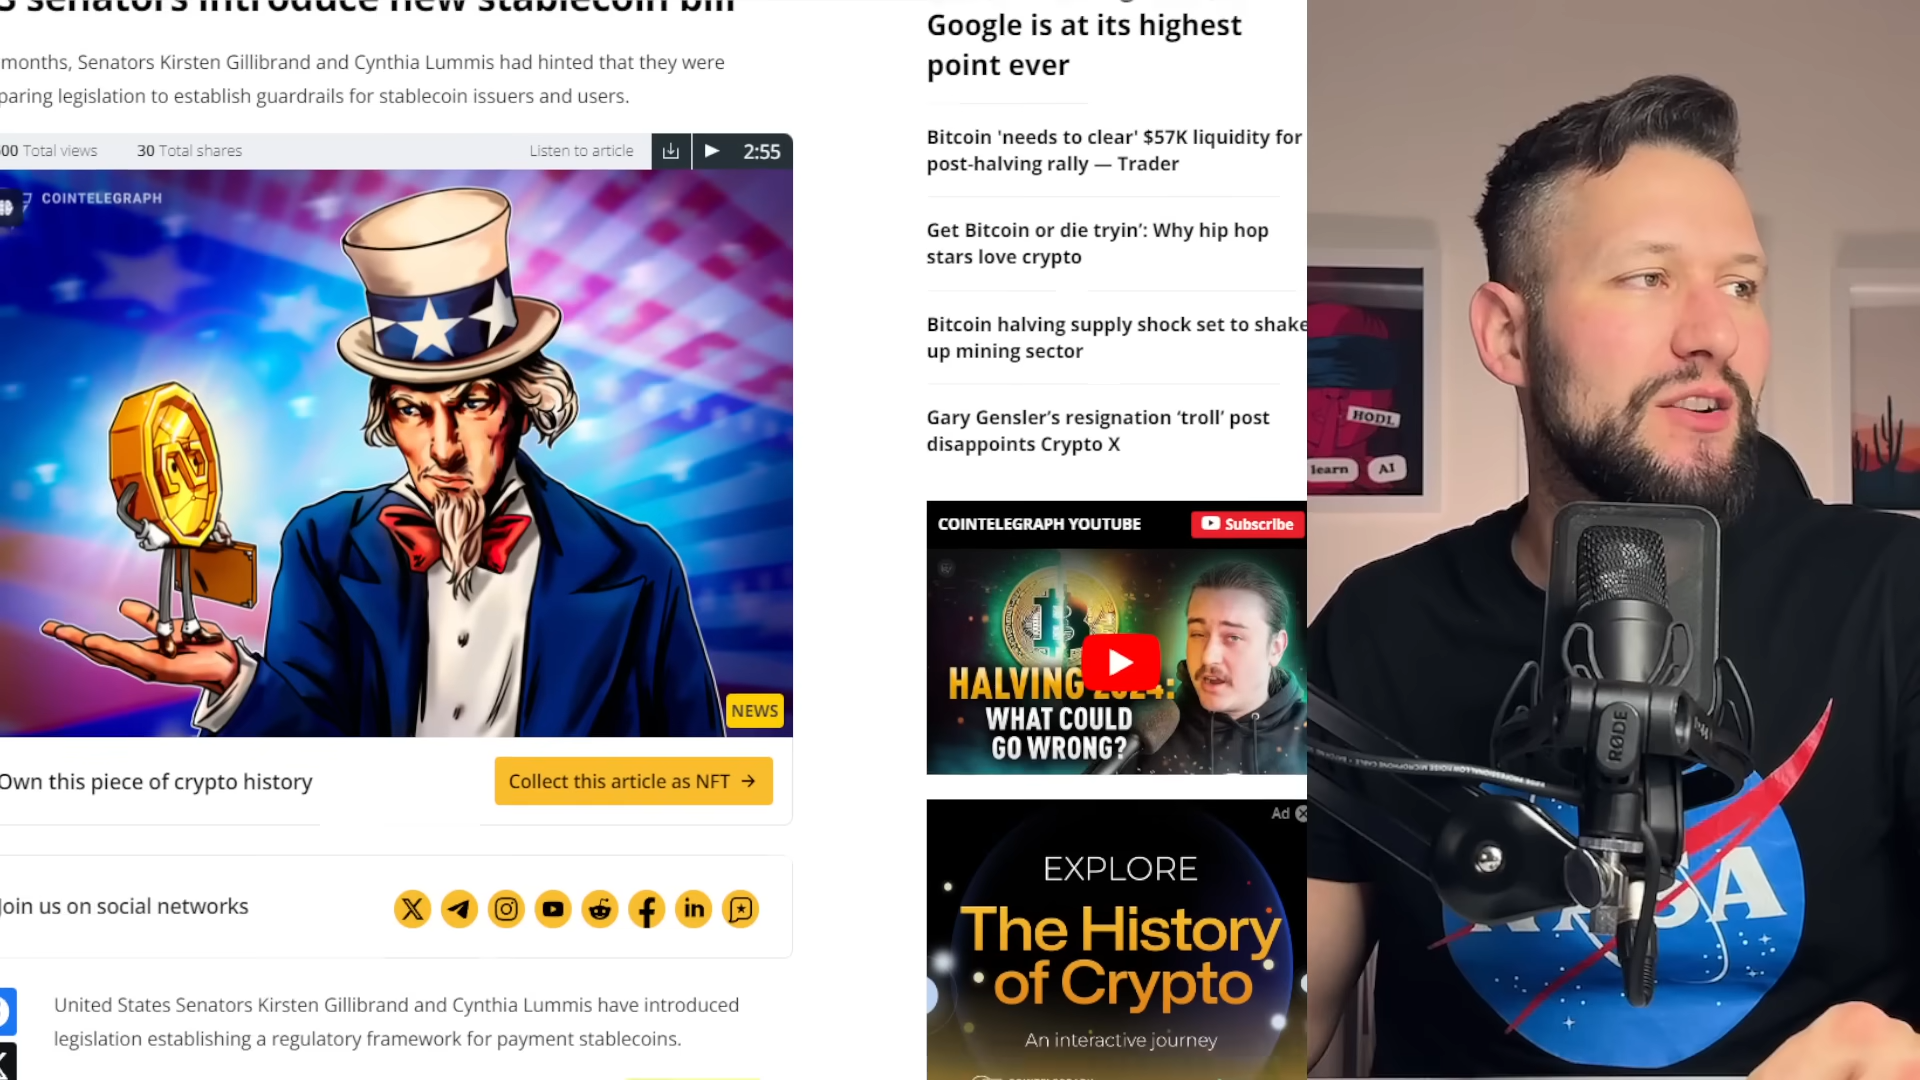 senators introduce new stablecoin bill
months, Senators Kirsten Gillibrand and Cynthia Lummis had hinted that they were
paring legislation to establish guardrails for stablecoin issuers and users.
00 Total views
30 Total shares
Listen to article
2:55
COINTELEGRAPH
NEWS
Own this piece of crypto history
Collect this article as NFT →
Join us on social networks
United States Senators Kirsten Gillibrand and Cynthia Lummis have introduced
legislation establishing a regulatory framework for payment stablecoins.
Google is at its highest
point ever
Bitcoin 'needs to clear' $57K liquidity for
post-halving rally — Trader
Get Bitcoin or die tryin’: Why hip hop
stars love crypto
Bitcoin halving supply shock set to shake
up mining sector
Gary Gensler’s resignation ‘troll’ post
disappoints Crypto X
COINTELEGRAPH YOUTUBE
Subscribe
HALVING 2024:
WHAT COULD
GO WRONG?
Ad
EXPLORE
The History
of Crypto
An interactive journey
HODL
learn
AI
RØDE
NASA